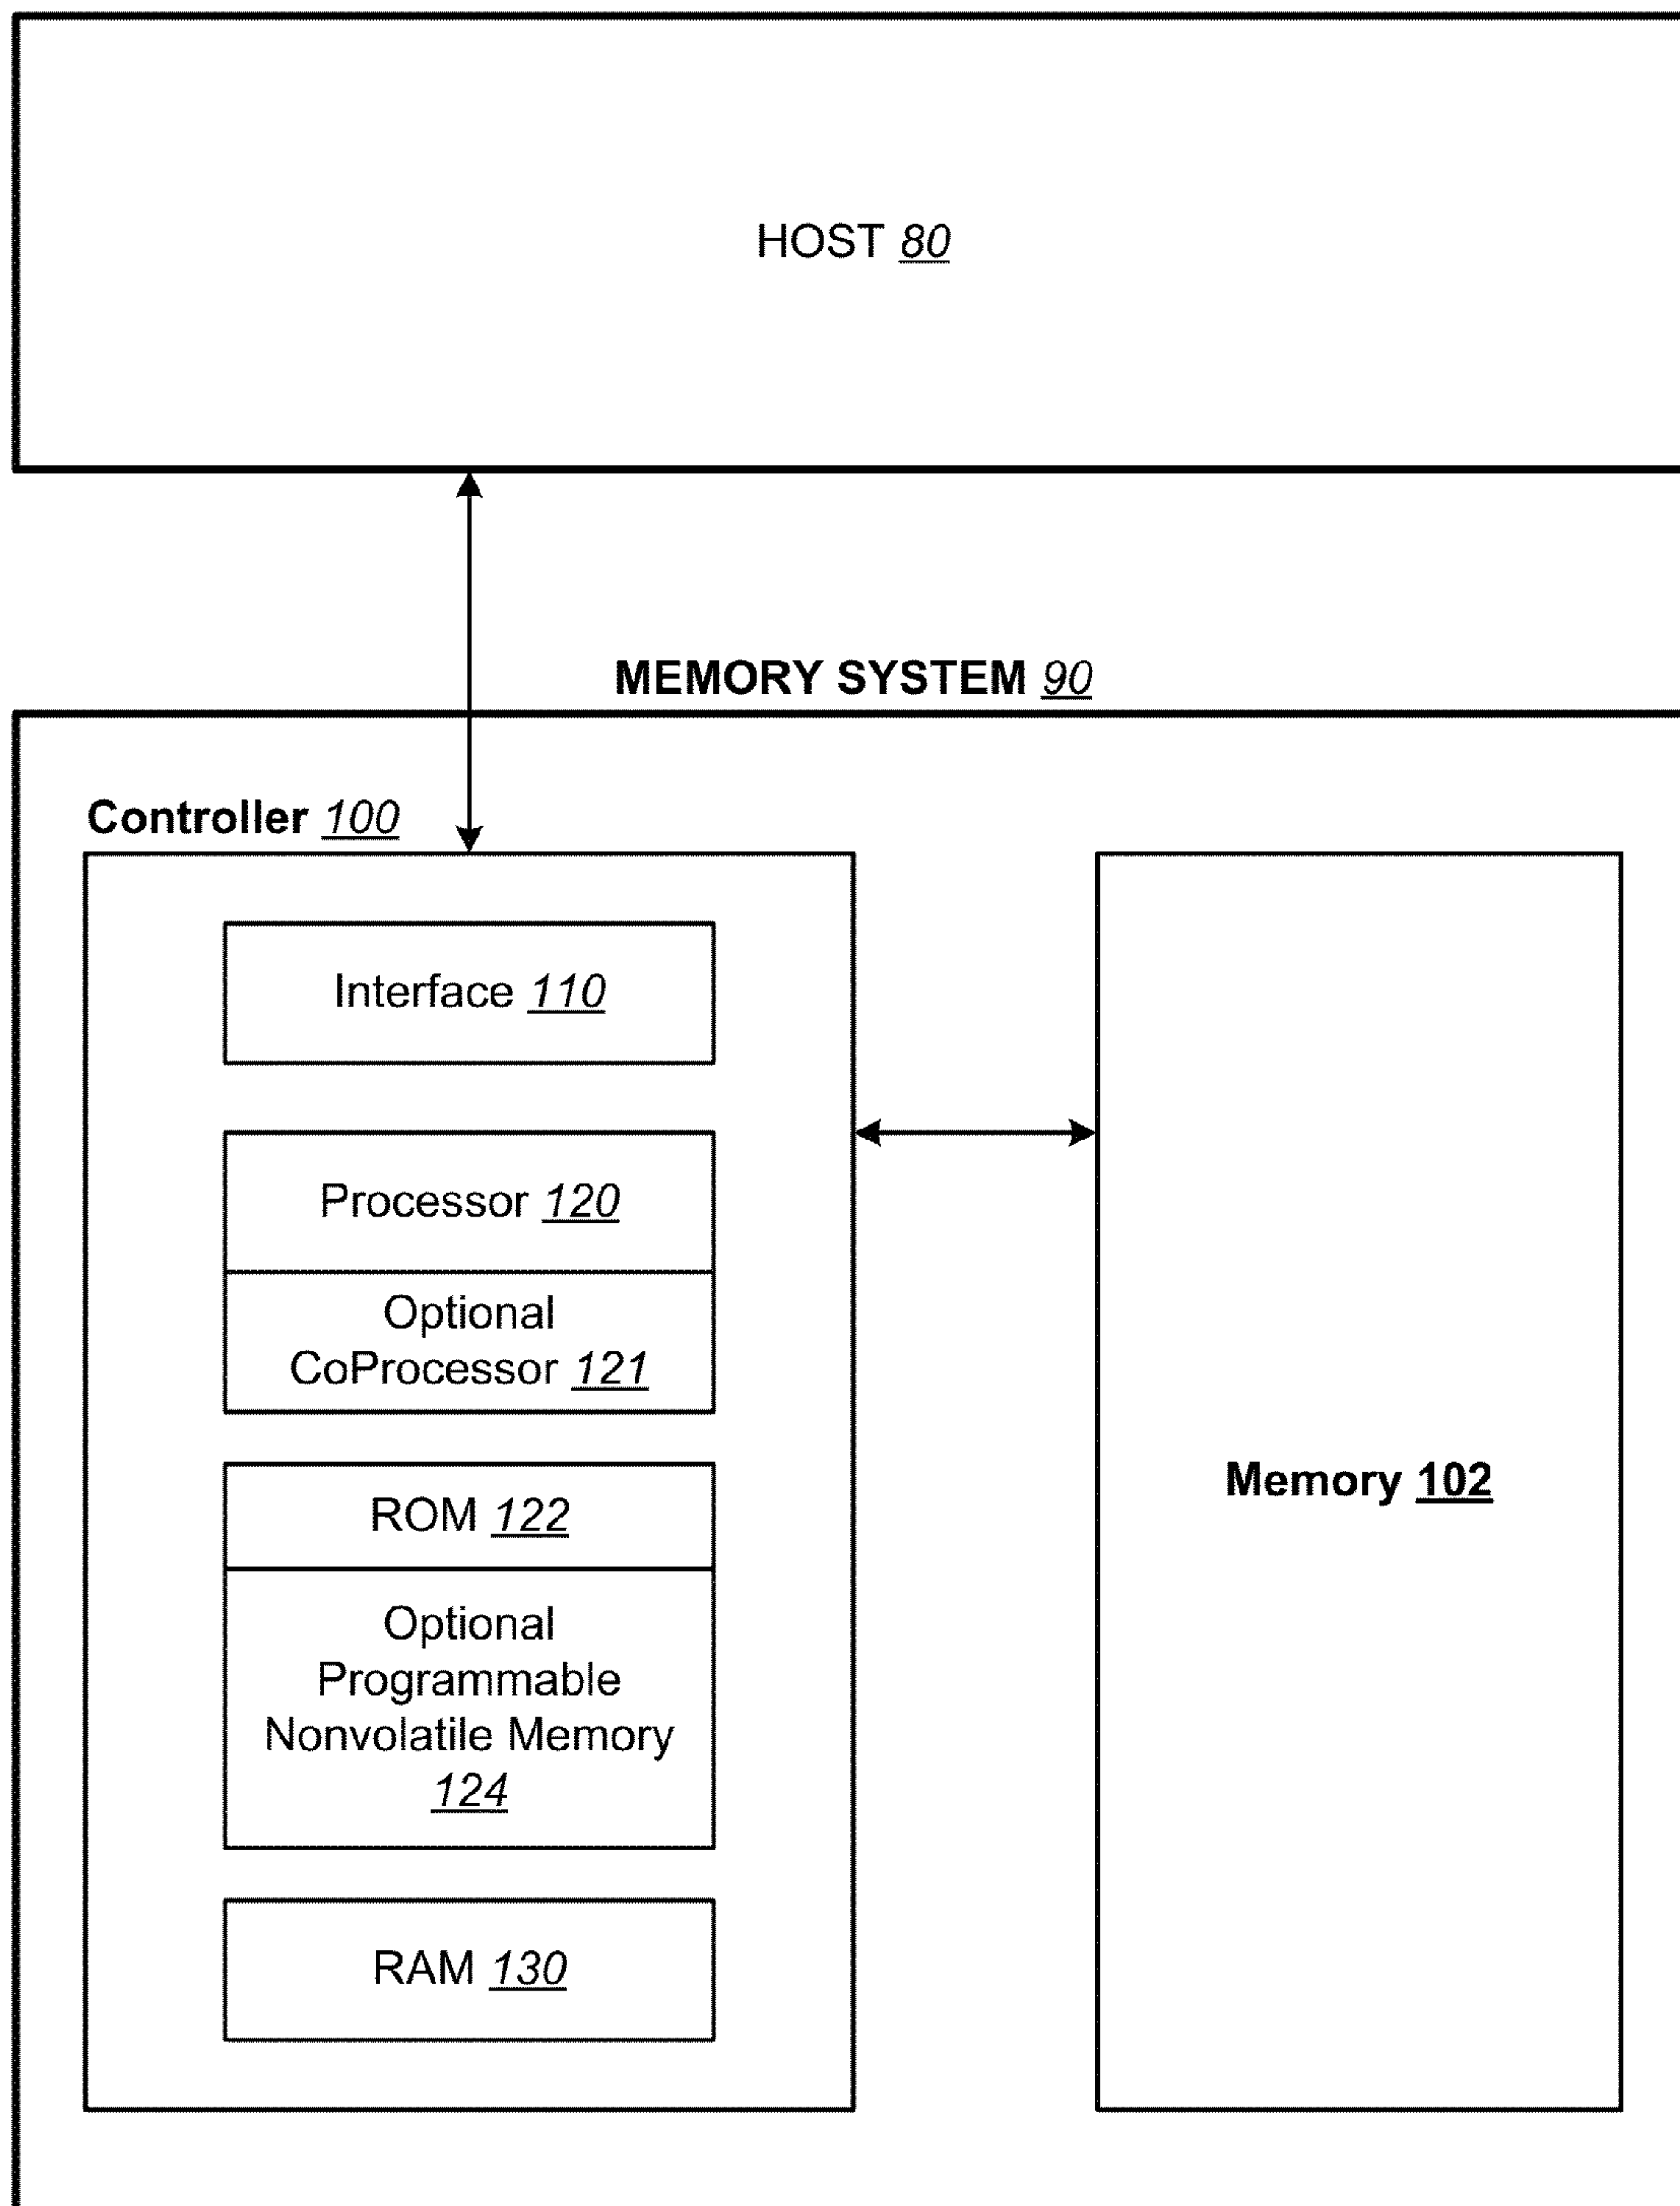 HOST 80
MEMORY SYSTEM 90
Controller 100
Interface 110
Processor 120
Optional
CoProcessor 121
ROM 122
Optional
Programmable
Nonvolatile Memory
124
RAM 130
Memory 102